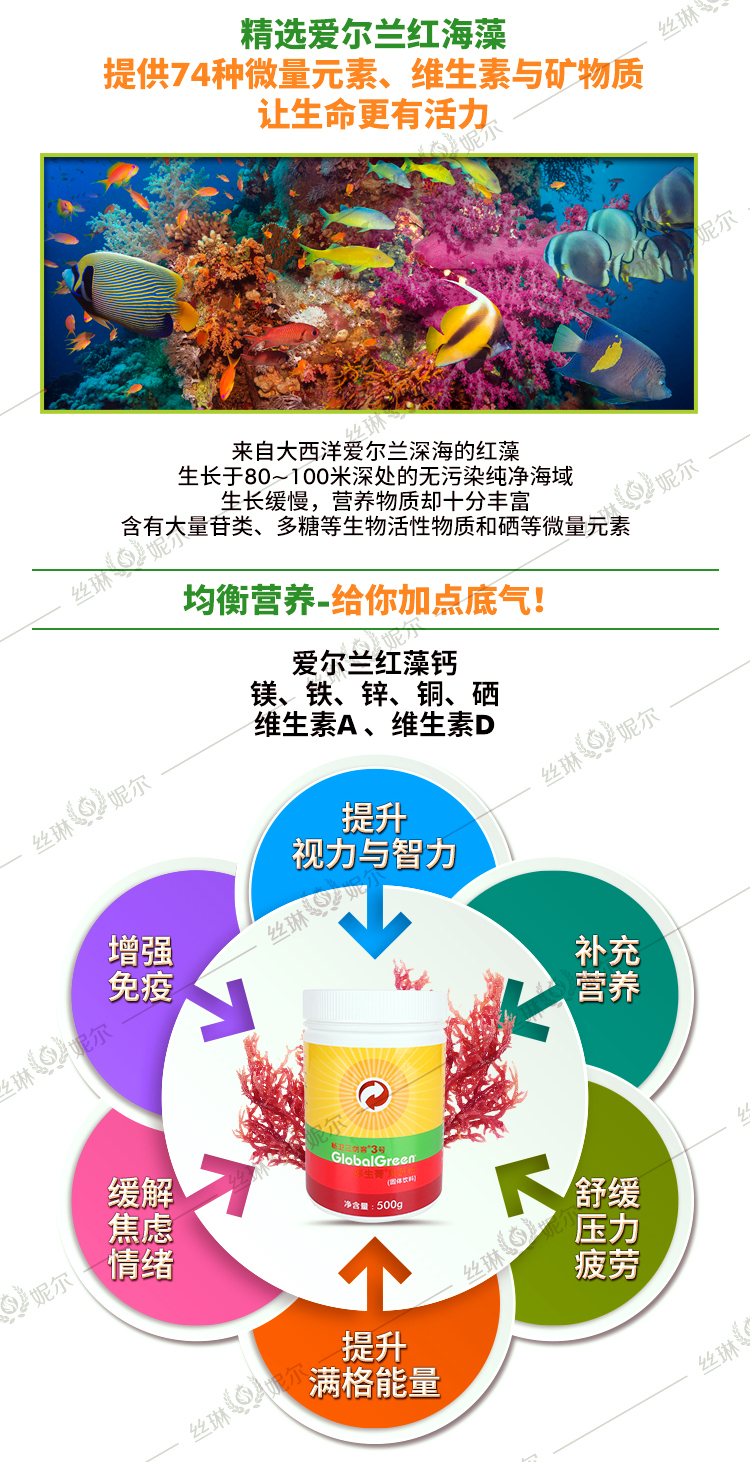 精选爱尔兰红海藻
提供74种微量元素、维生素与矿物质
让生命更有活力
来自大西洋爱尔兰深海的红藻
生长于80~100米深处的无污染纯净海域
生长缓慢，营养物质却十分丰富
含有大量苷类、多糖等生物活性物质和硒等微量元素
均衡营养-给你加点底气！
爱尔兰红藻钙
镁、铁、锌、铜、硒
维生素A 、维生素D
提升
视力与智力
增强
免疫
补充
营养
3号
GlobalGreen
(固体饮料)
净含量：500g
缓解
焦虑
情绪
舒缓
压力
疲劳
提升
满格能量
丝琳妮尔